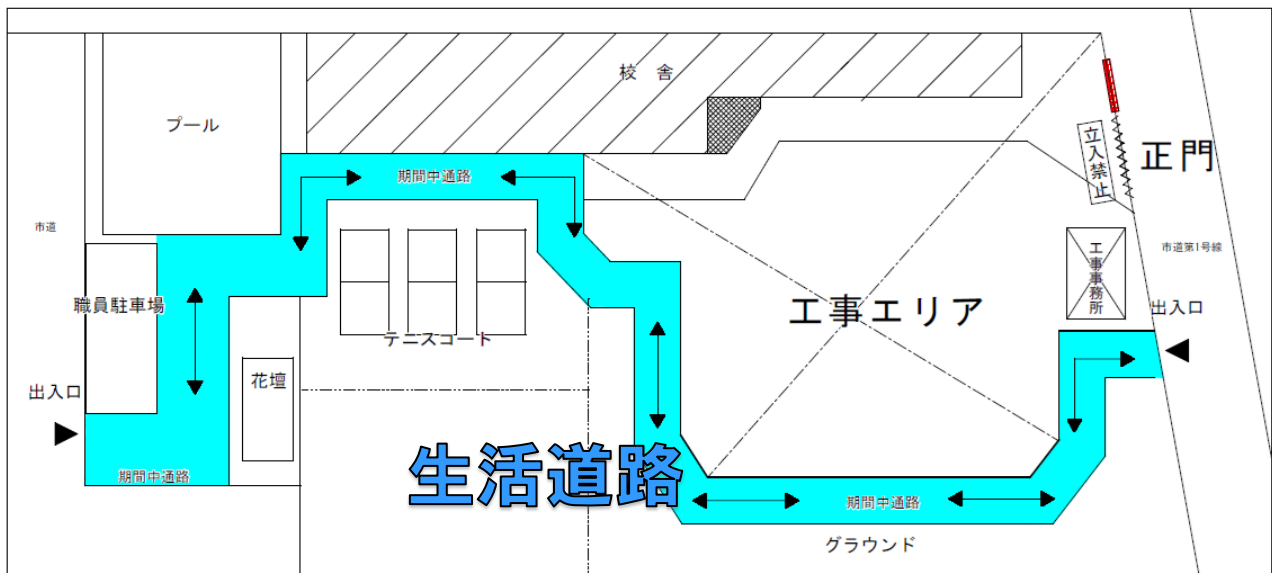 校 舎
プール
立入禁止
正門
期間中通路
市道
工事事務所
市道第1号線
職員駐車場
工事エリア
出入口
テニスコート
花壇
出入口
生活道路
期間中通路
期間中通路
グラウンド